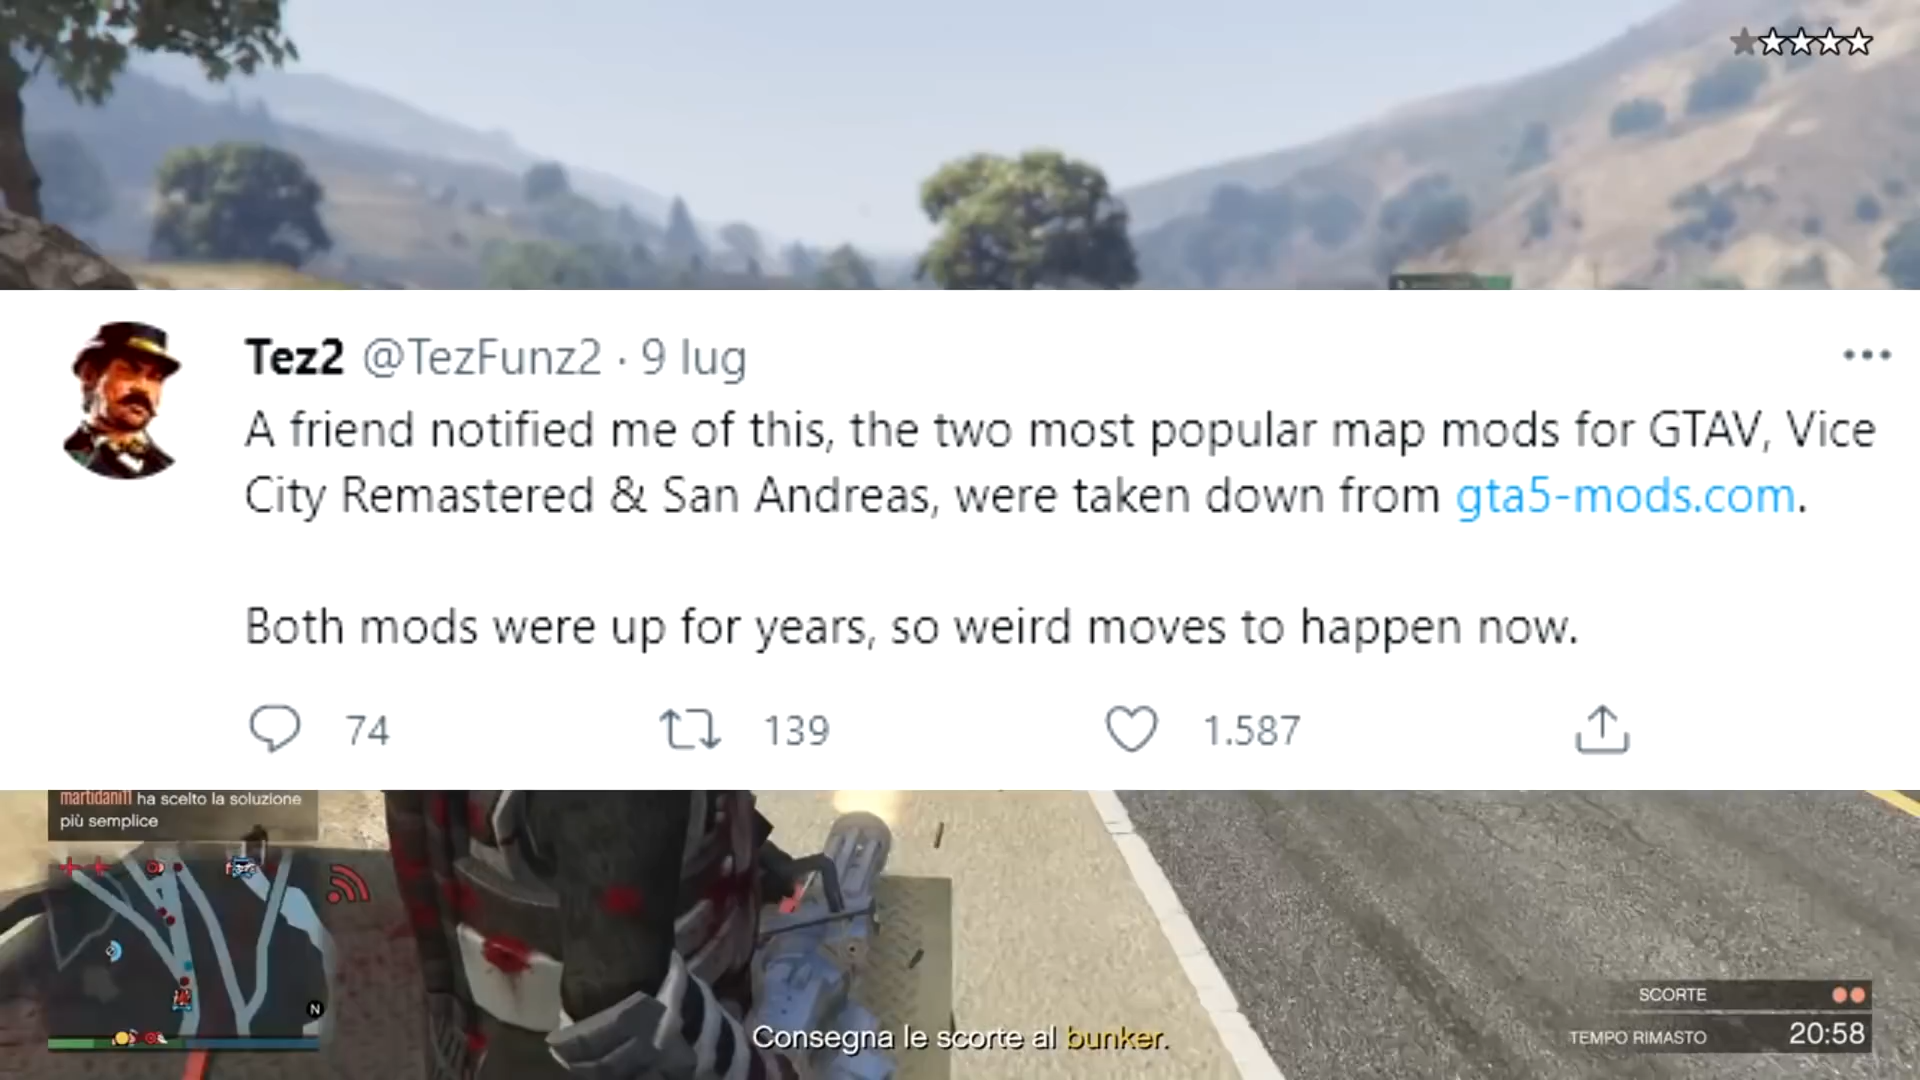 Tez2 @TezFunz2 · 9 lug
A friend notified me of this, the two most popular map mods for GTAV, Vice
City Remastered & San Andreas, were taken down from gta5-mods.com.
Both mods were up for years, so weird moves to happen now.
74 139 1.587
martidani11 ha scelto la soluzione
più semplice
N
SCORTE
Consegna le scorte al bunker.
TEMPO RIMASTO 20:58